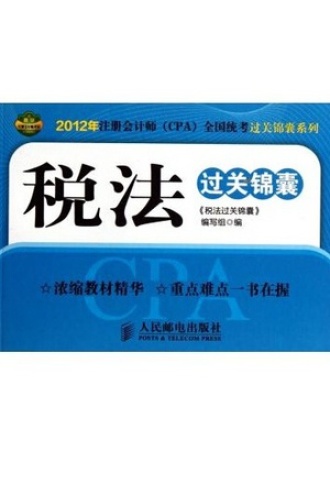 2012年注册会计师(CPA)全国统考过关锦囊系列
税法
过关锦囊
《税法过关锦囊》
编写组◎编
CPA
☆浓缩教材精华 ☆重点难点一书在握
人民邮电出版社
POSTS & TELECOM PRESS